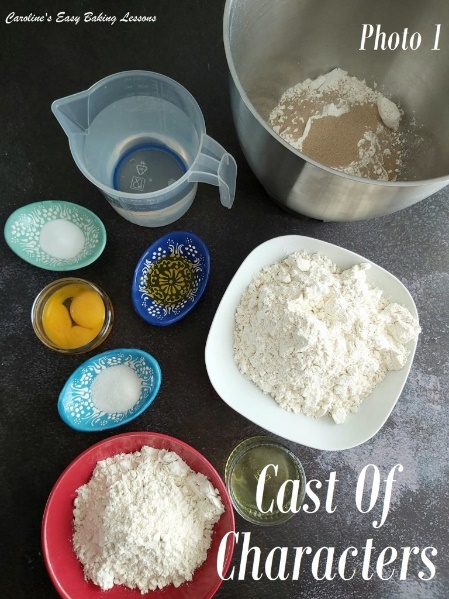 Caroline's Easy Baking Lessons
Photo 1
Cast Of
Characters